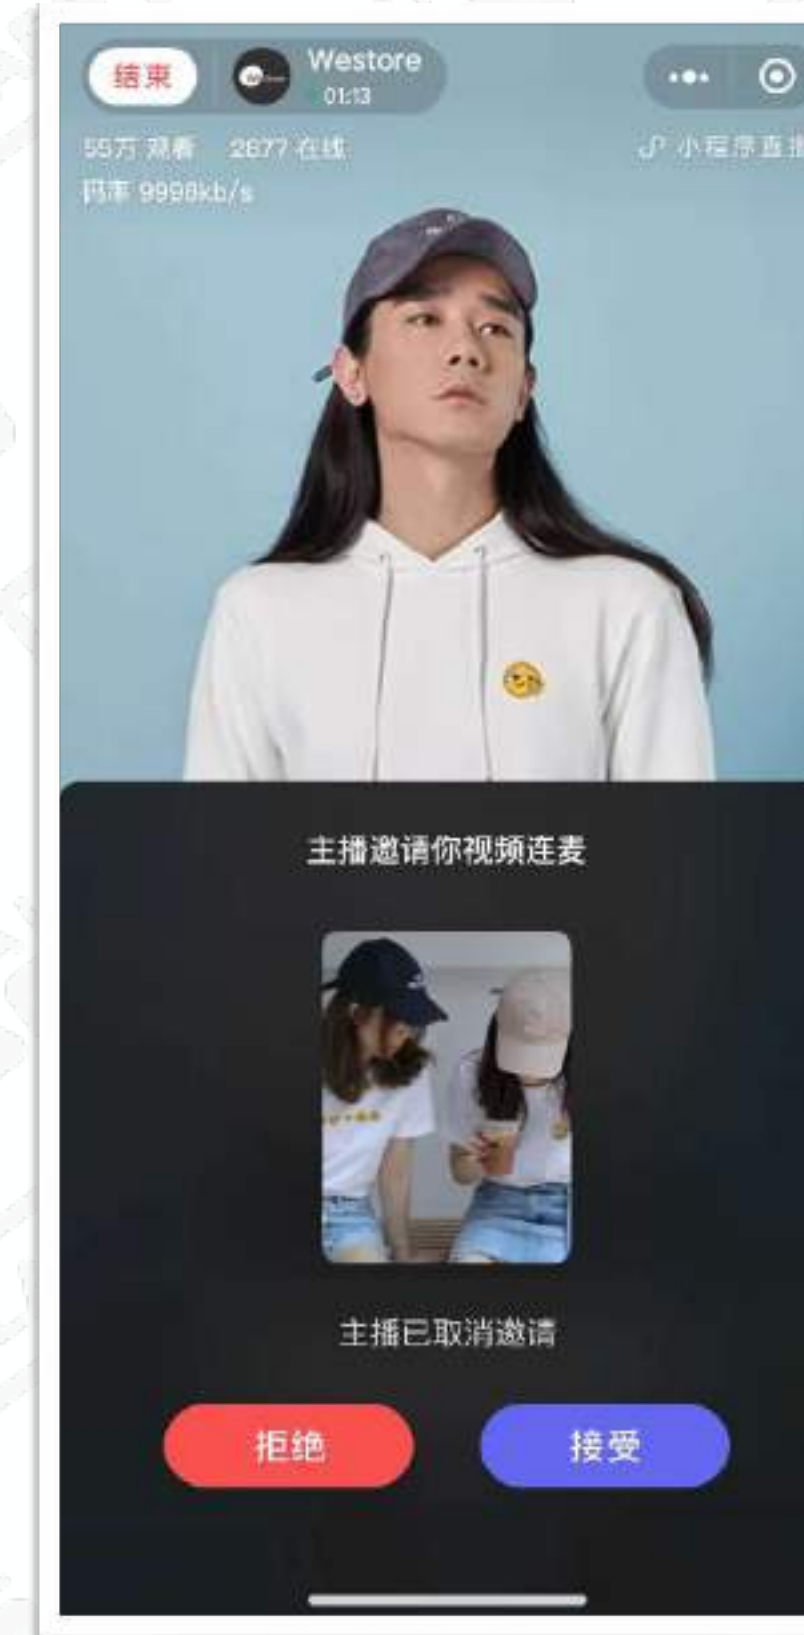 结束
Westore
01:13
55万 观看 2677 在线
小程序直播
码率 9998kb/s
主播邀请你视频连麦
主播已取消邀请
拒绝
接受